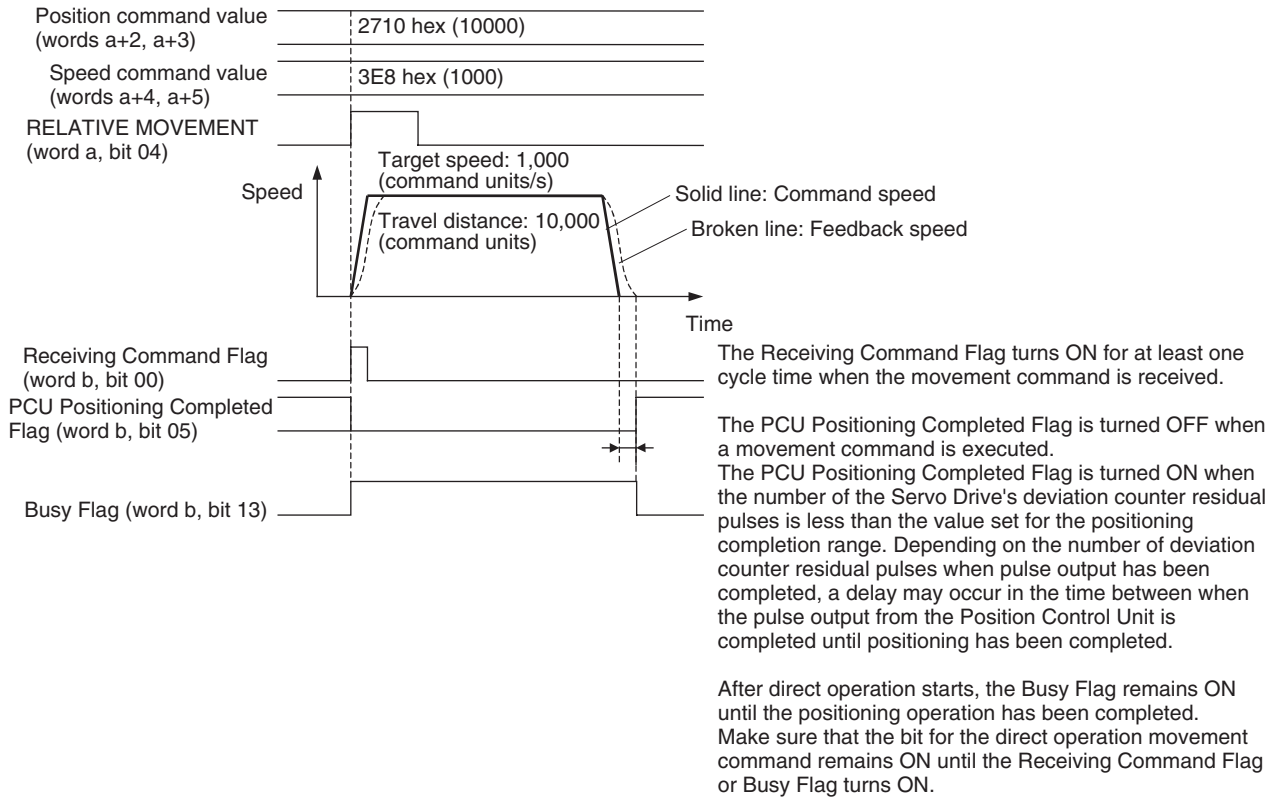 Position command value
(words a+2, a+3)
2710 hex (10000)
Speed command value
(words a+4, a+5)
3E8 hex (1000)
RELATIVE MOVEMENT
(word a, bit 04)
Target speed: 1,000
(command units/s)
Speed
Solid line: Command speed
Travel distance: 10,000
(command units)
Broken line: Feedback speed
Time
Receiving Command Flag
(word b, bit 00)
The Receiving Command Flag turns ON for at least one
cycle time when the movement command is received.
PCU Positioning Completed
Flag (word b, bit 05)
The PCU Positioning Completed Flag is turned OFF when
a movement command is executed.
The PCU Positioning Completed Flag is turned ON when
the number of the Servo Drive's deviation counter residual
pulses is less than the value set for the positioning
completion range. Depending on the number of deviation
counter residual pulses when pulse output has been
completed, a delay may occur in the time between when
the pulse output from the Position Control Unit is
completed until positioning has been completed.
Busy Flag (word b, bit 13)
After direct operation starts, the Busy Flag remains ON
until the positioning operation has been completed.
Make sure that the bit for the direct operation movement
command remains ON until the Receiving Command Flag
or Busy Flag turns ON.